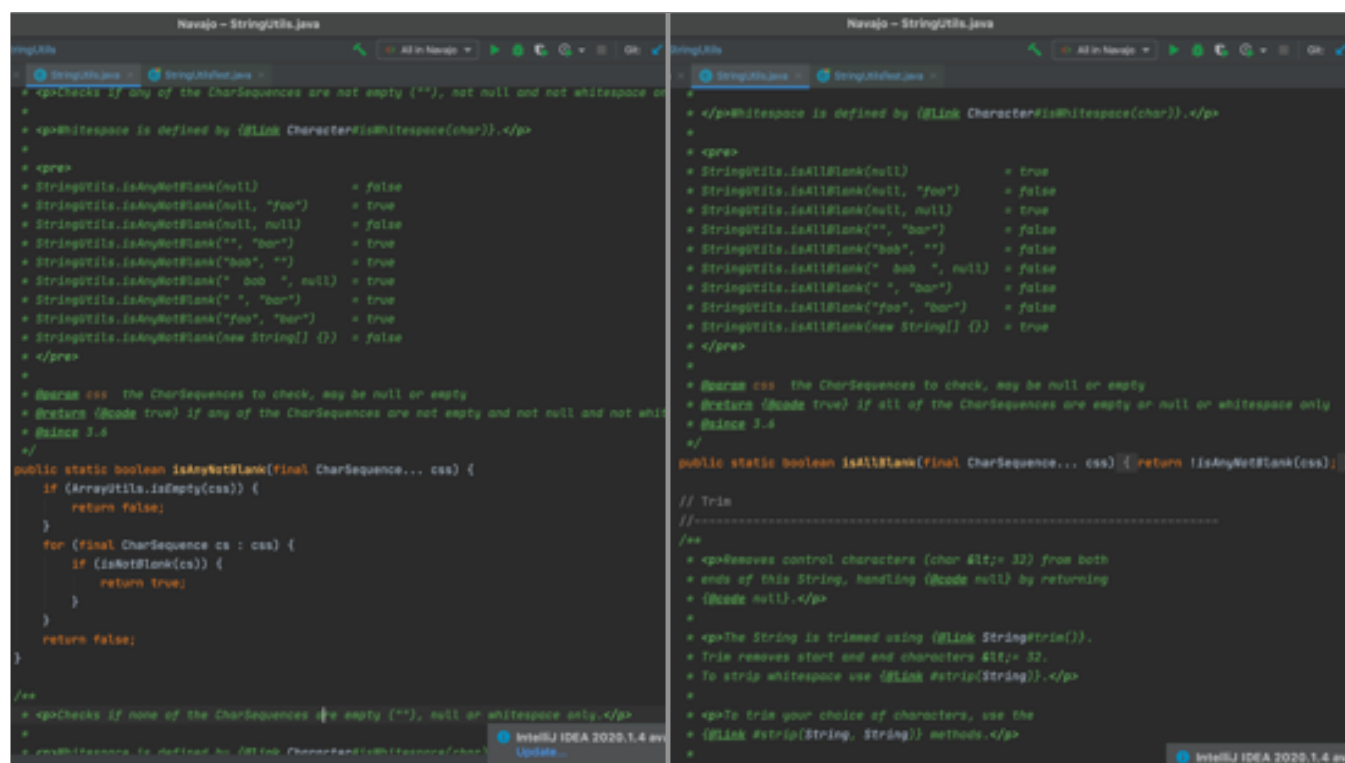 Navajo – StringUtils.java
ringUtils
All in Navajo
Git:
StringUtils.java
StringUtilsTest.java
* <p>Checks if any of the CharSequences are not empty (""), not null and not whitespace on
*
* <p>Whitespace is defined by {@link Character#isWhitespace(char)}.</p>
*
* <pre>
* StringUtils.isAnyNotBlank(null) = false
* StringUtils.isAnyNotBlank(null, "foo") = true
* StringUtils.isAnyNotBlank(null, null) = false
* StringUtils.isAnyNotBlank("", "bar") = true
* StringUtils.isAnyNotBlank("bob", "") = true
* StringUtils.isAnyNotBlank("  bob  ", null) = true
* StringUtils.isAnyNotBlank(" ", "bar") = true
* StringUtils.isAnyNotBlank("foo", "bar") = true
* StringUtils.isAnyNotBlank(new String[] {}) = false
* </pre>
*
* @param css  the CharSequences to check, may be null or empty
* @return {@code true} if any of the CharSequences are not empty and not null and not whit
* @since 3.6
*/
public static boolean isAnyNotBlank(final CharSequence... css) {
if (ArrayUtils.isEmpty(css)) {
return false;
}
for (final CharSequence cs : css) {
if (isNotBlank(cs)) {
return true;
}
}
return false;
}
/**
* <p>Checks if none of the CharSequences are empty (""), null or whitespace only.</p>
*
* <p>Whitespace is defined by {@link Character#isWhitespace(char)
IntelliJ IDEA 2020.1.4 ava
Update...
Navajo – StringUtils.java
StringUtils
All in Navajo
Git:
StringUtils.java
StringUtilsTest.java
*
* </p>Whitespace is defined by {@link Character#isWhitespace(char)}.</p>
*
* <pre>
* StringUtils.isAllBlank(null) = true
* StringUtils.isAllBlank(null, "foo") = false
* StringUtils.isAllBlank(null, null) = true
* StringUtils.isAllBlank("", "bar") = false
* StringUtils.isAllBlank("bob", "") = false
* StringUtils.isAllBlank("  bob  ", null) = false
* StringUtils.isAllBlank(" ", "bar") = false
* StringUtils.isAllBlank("foo", "bar") = false
* StringUtils.isAllBlank(new String[] {}) = true
* </pre>
*
* @param css  the CharSequences to check, may be null or empty
* @return {@code true} if all of the CharSequences are empty or null or whitespace only
* @since 3.6
*/
public static boolean isAllBlank(final CharSequence... css) { return !isAnyNotBlank(css);
// Trim
//-----------------------------------------------------------------------
/**
* <p>Removes control characters (char &lt;= 32) from both
* ends of this String, handling {@code null} by returning
* {@code null}.</p>
*
* <p>The String is trimmed using {@link String#trim()}.
* Trim removes start and end characters &lt;= 32.
* To strip whitespace use {@link #strip(String)}.</p>
*
* <p>To trim your choice of characters, use the
* {@link #strip(String, String)} methods.</p>
*
IntelliJ IDEA 2020.1.4 av